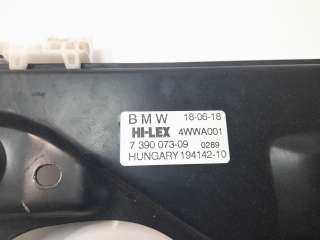 BMW 18-06-18
HI-LEX 4WWA001
7 390 073-09 0289
HUNGARY 194142-10